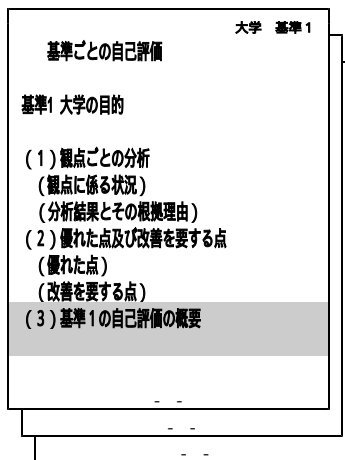 大学　基準１
基準ごとの自己評価
基準1 大学の目的
（１）観点ごとの分析
（観点に係る状況）
（分析結果とその根拠理由）
（２）優れた点及び改善を要する点
（優れた点）
（改善を要する点）
（３）基準１の自己評価の概要
- -
- -
- -